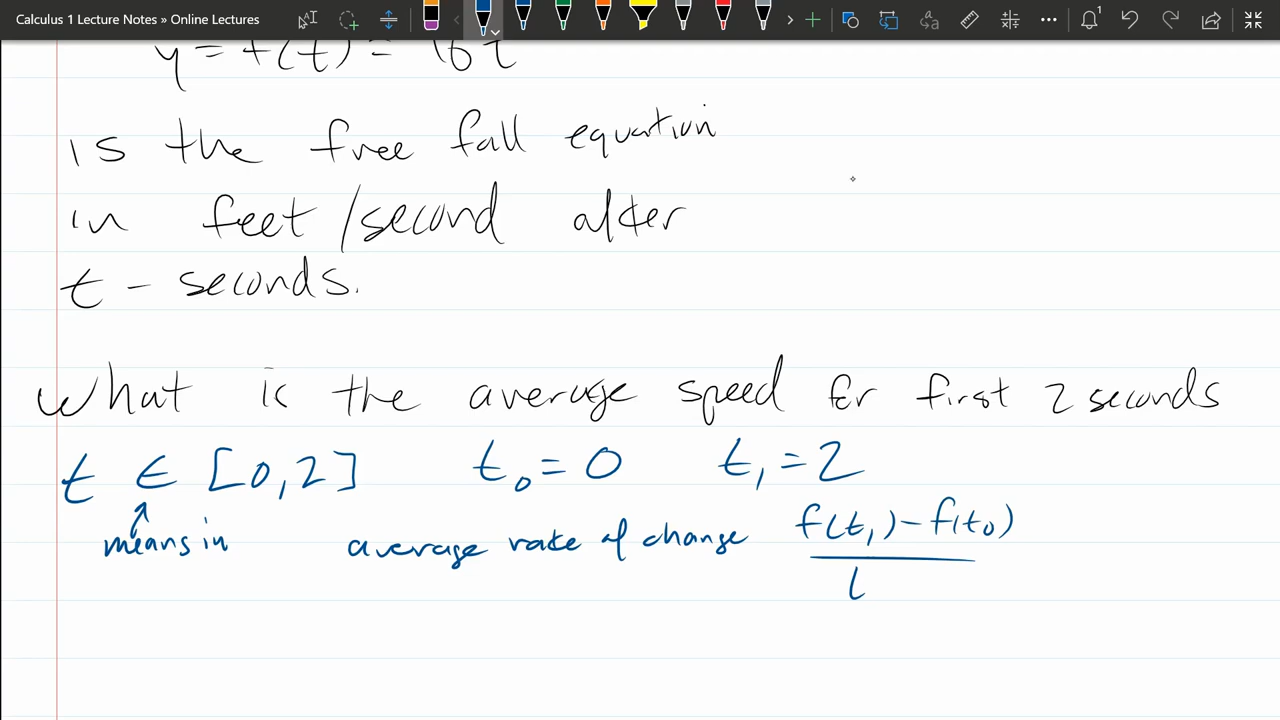 Calculus 1 Lecture Notes » Online Lectures
y = f(t) = 16t
is the free fall equation
in feet/second after
t - seconds.
What is the average speed for first 2 seconds
t ∈ [0,2] t₀ = 0 t₁ = 2
means in average rate of change f(t₁) - f(t₀)